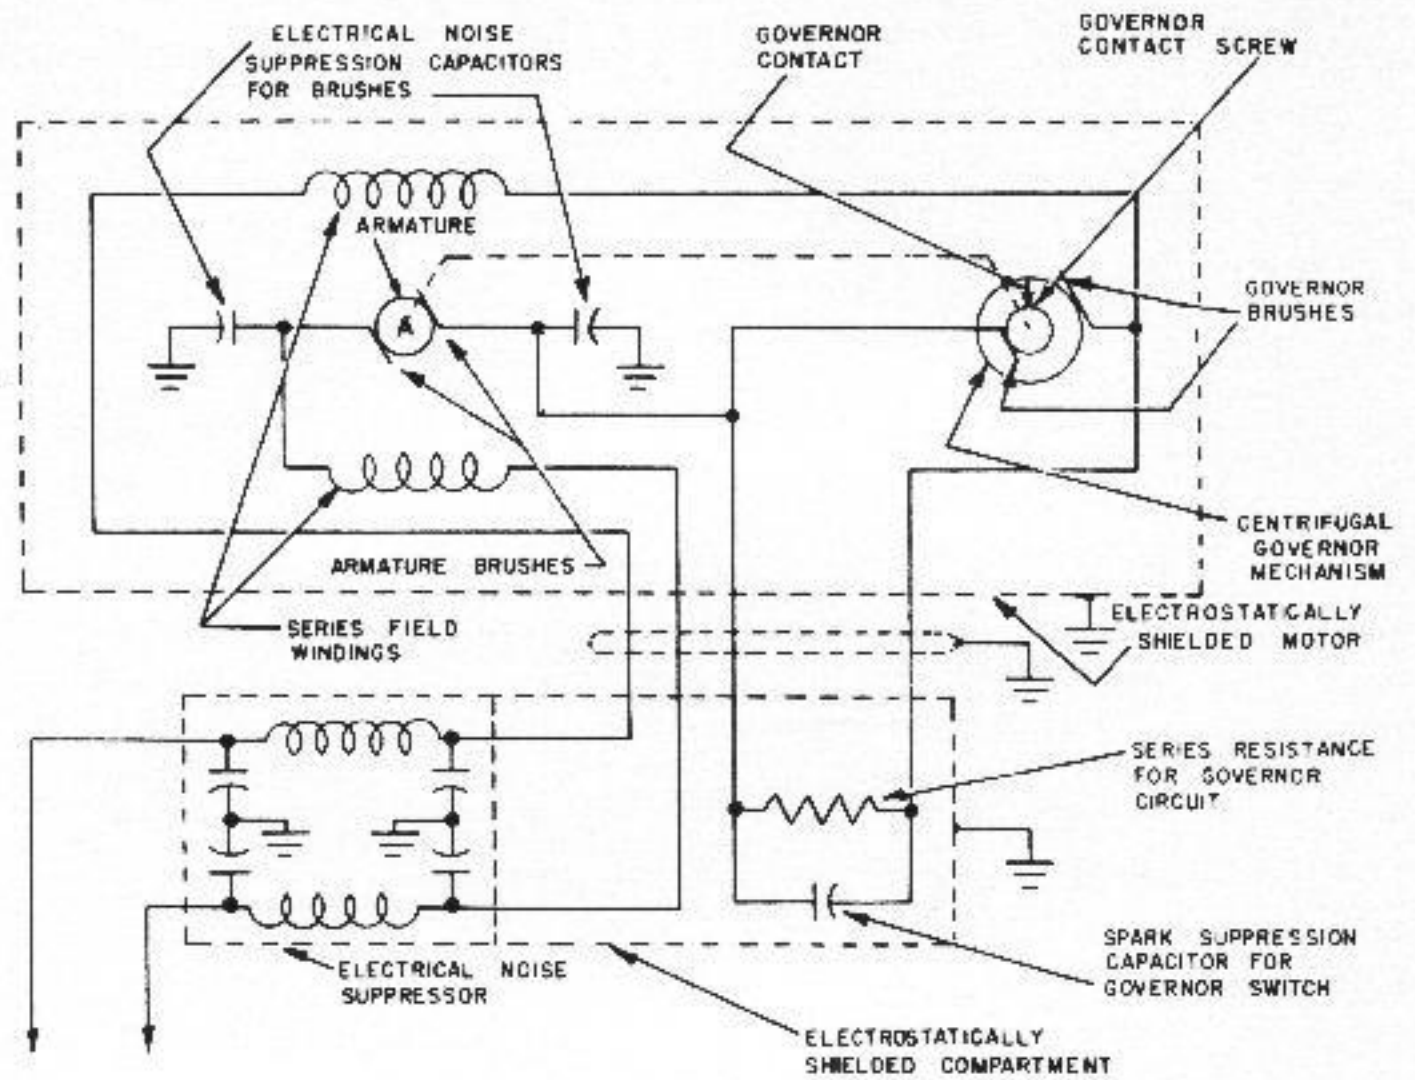 ELECTRICAL NOISE
SUPPRESSION CAPACITORS
FOR BRUSHES
GOVERNOR
CONTACT
GOVERNOR
CONTACT SCREW
ARMATURE
A
GOVERNOR
BRUSHES
CENTRIFUGAL
GOVERNOR
MECHANISM
ARMATURE BRUSHES
SERIES FIELD
WINDINGS
ELECTROSTATICALLY
SHIELDED MOTOR
SERIES RESISTANCE
FOR GOVERNOR
CIRCUIT
ELECTRICAL NOISE
SUPPRESSOR
SPARK SUPPRESSION
CAPACITOR FOR
GOVERNOR SWITCH
ELECTROSTATICALLY
SHIELDED COMPARTMENT